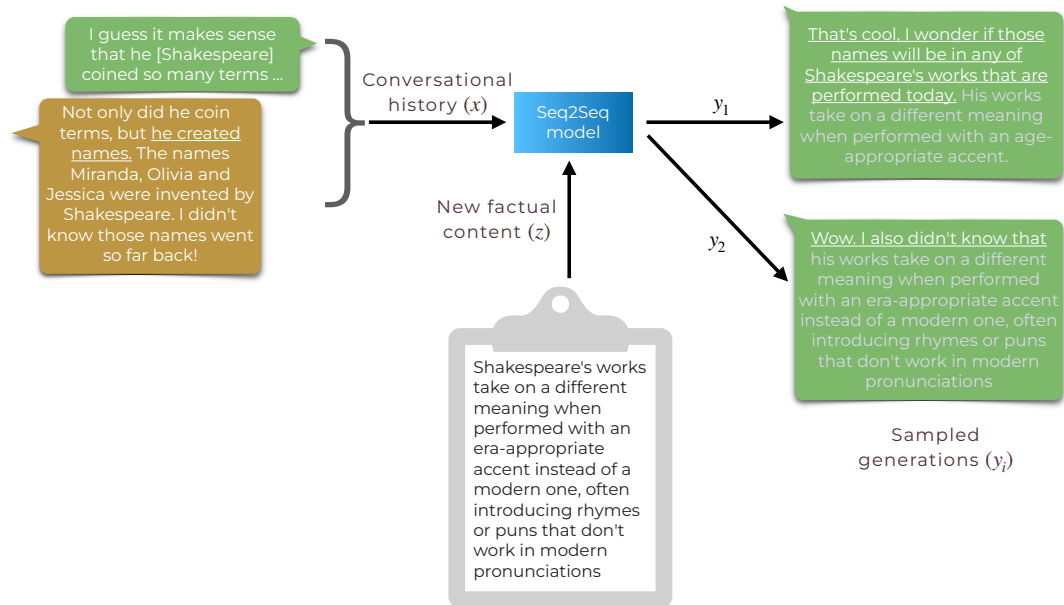 I guess it makes sense
that he [Shakespeare]
coined so many terms ...
Not only did he coin
terms, but he created
names. The names
Miranda, Olivia and
Jessica were invented by
Shakespeare. I didn't
know those names went
so far back!
Conversational
history (x)
Seq2Seq
model
New factual
content (z)
Shakespeare's works
take on a different
meaning when
performed with an
era-appropriate
accent instead of a
modern one, often
introducing rhymes
or puns that don't
work in modern
pronunciations
y1
y2
That's cool, I wonder if those
names will be in any of
Shakespeare's works that are
performed today. His works
take on a different meaning
when performed with an age-
appropriate accent.
Wow. I also didn't know that
his works take on a different
meaning when performed
with an era-appropriate accent
instead of a modern one, often
introducing rhymes or puns
that don't work in modern
pronunciations
Sampled
generations (yi)